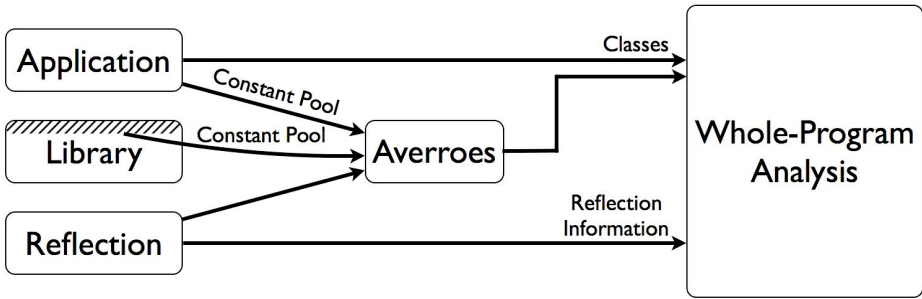 Application
Classes
Constant Pool
Library
Constant Pool
Averroes
Whole-Program
Analysis
Reflection
Reflection
Information